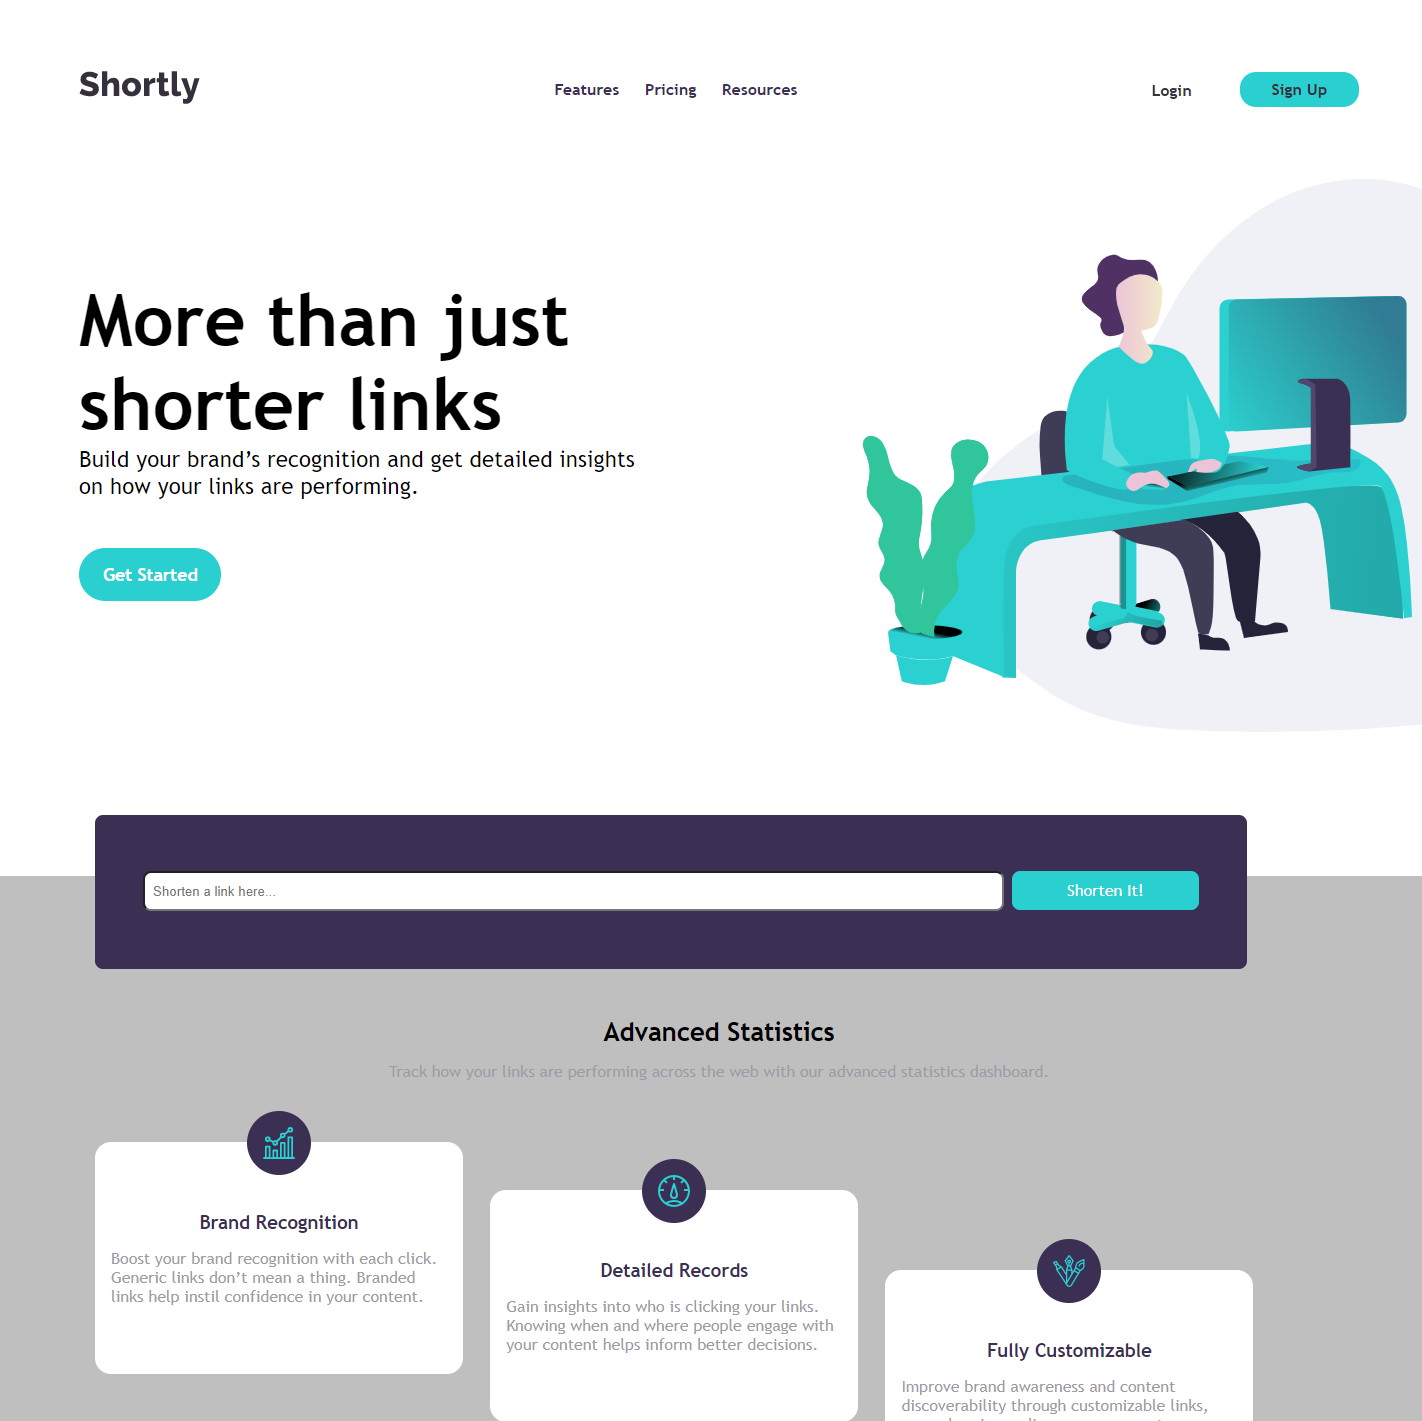 Shortly
Features Pricing Resources
Login
Sign Up
More than just
shorter links
Build your brand’s recognition and get detailed insights
on how your links are performing.
Get Started
Shorten a link here...
Shorten It!
Advanced Statistics
Track how your links are performing across the web with our advanced statistics dashboard.
Brand Recognition
Boost your brand recognition with each click.
Generic links don’t mean a thing. Branded
links help instil confidence in your content.
Detailed Records
Gain insights into who is clicking your links.
Knowing when and where people engage with
your content helps inform better decisions.
Fully Customizable
Improve brand awareness and content
discoverability through customizable links,